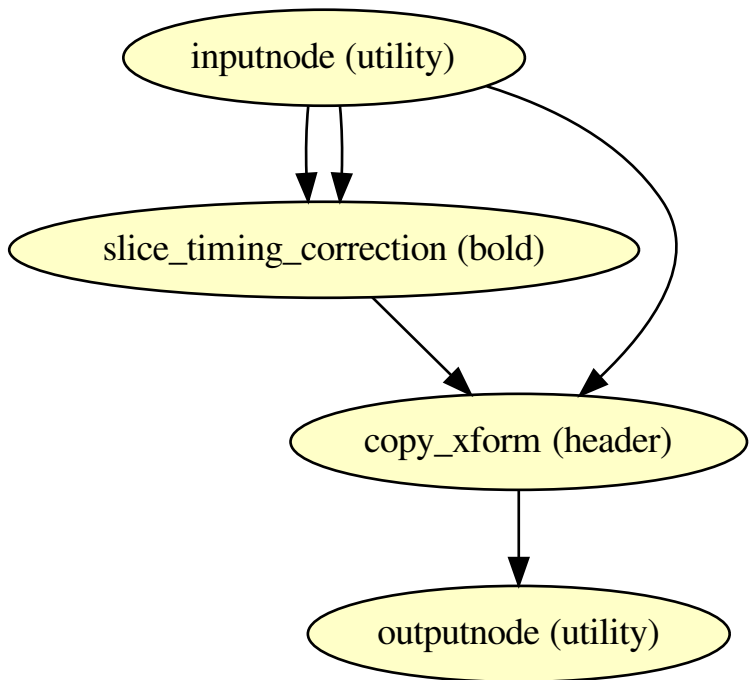 inputnode (utility)
slice_timing_correction (bold)
copy_xform (header)
outputnode (utility)